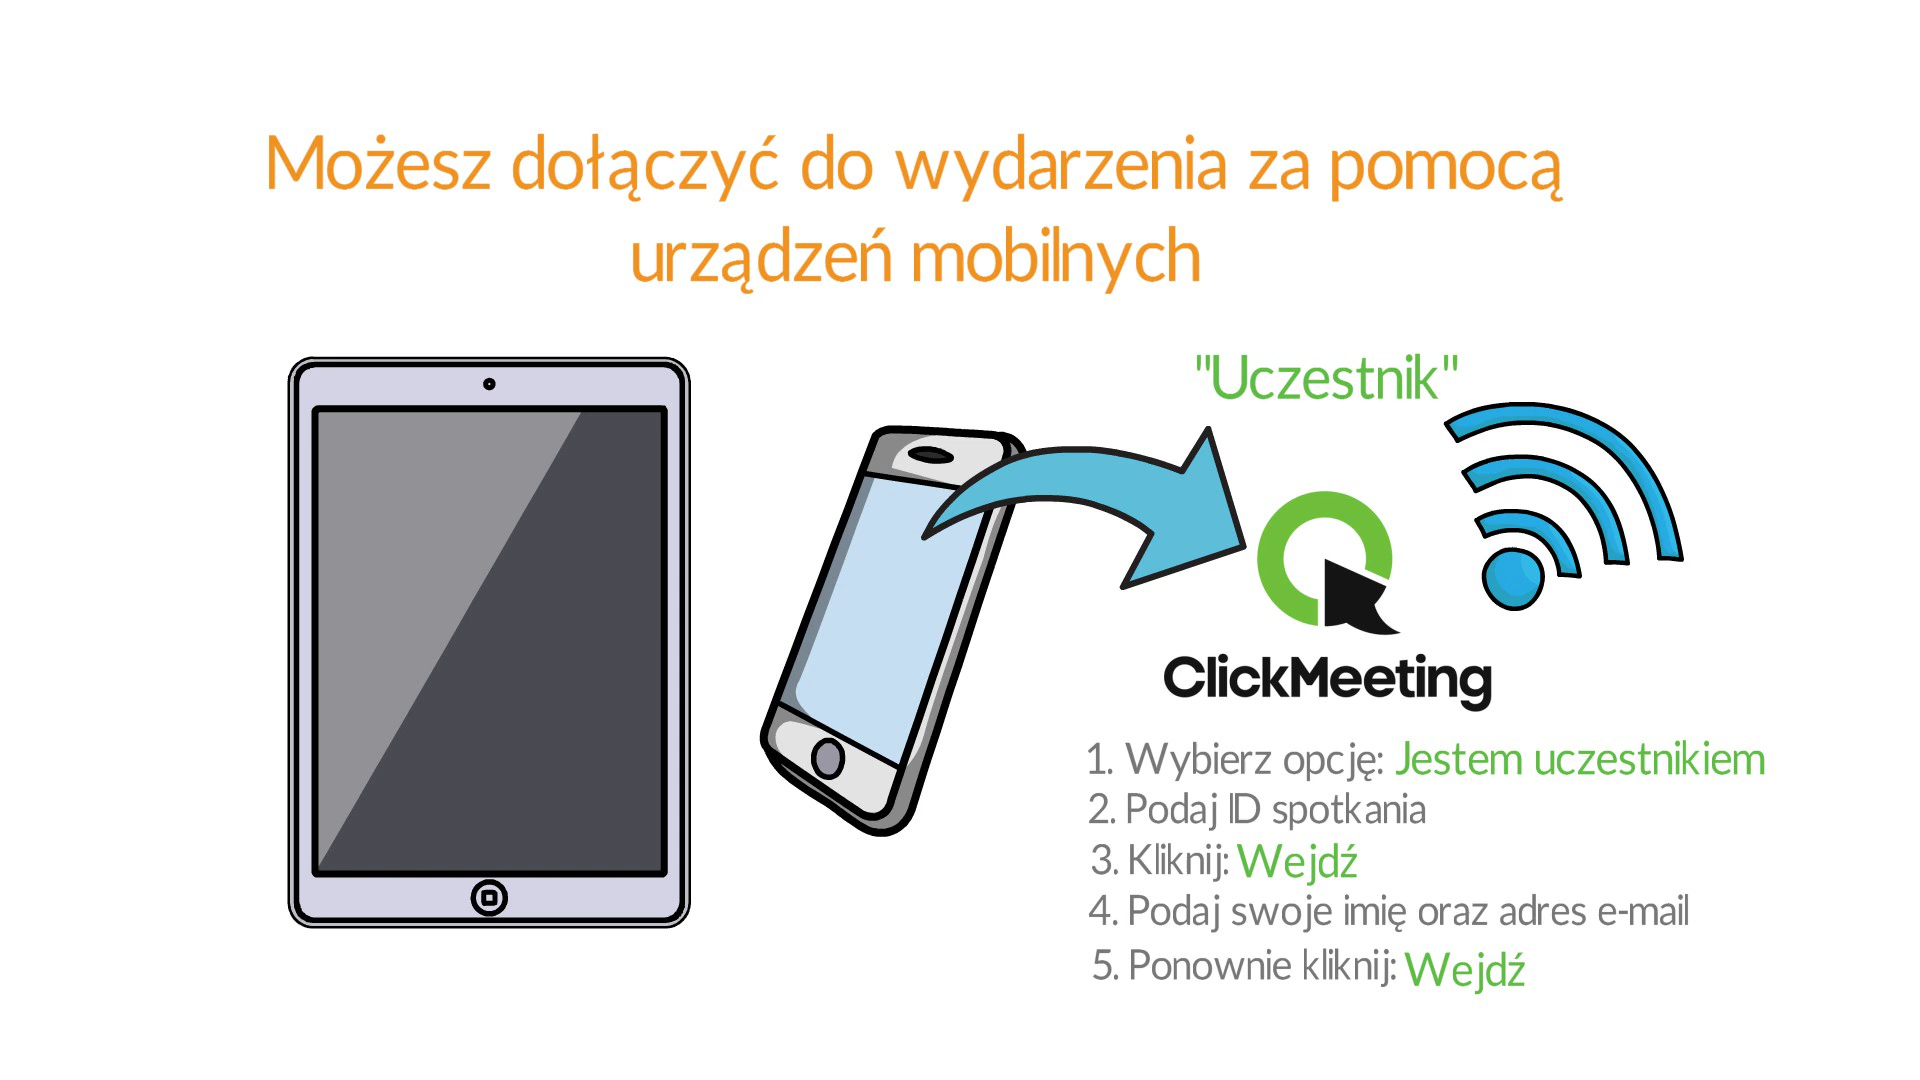 Możesz dołączyć do wydarzenia za pomocą
urządzeń mobilnych
"Uczestnik"
ClickMeeting
1. Wybierz opcję: Jestem uczestnikiem
2. Podaj ID spotkania
3. Kliknij: Wejdź
4. Podaj swoje imię oraz adres e-mail
5. Ponownie kliknij: Wejdź